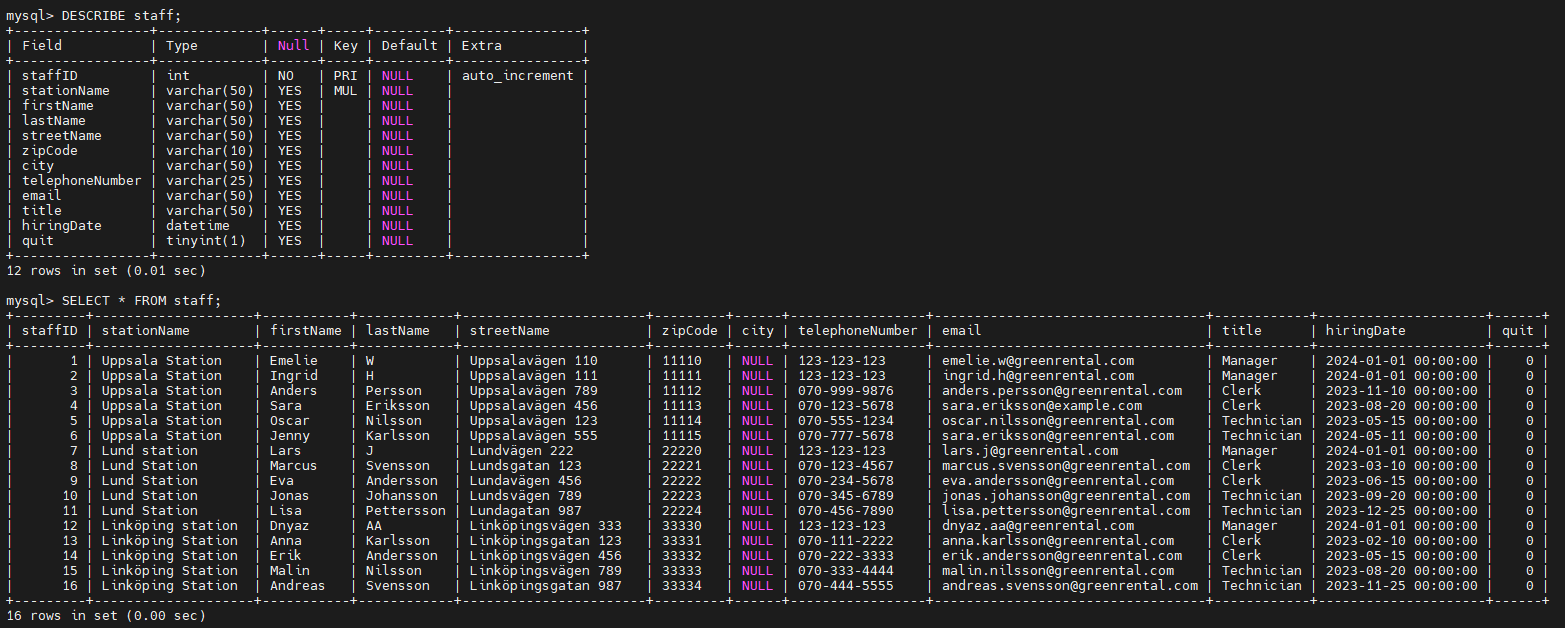 mysql> DESCRIBE staff;
+-----------------+-------------+------+-----+---------+----------------+
| Field           | Type        | Null | Key | Default | Extra          |
+-----------------+-------------+------+-----+---------+----------------+
| staffID         | int         | NO   | PRI | NULL    | auto_increment |
| stationName     | varchar(50) | YES  | MUL | NULL    |                |
| firstName       | varchar(50) | YES  |     | NULL    |                |
| lastName        | varchar(50) | YES  |     | NULL    |                |
| streetName      | varchar(50) | YES  |     | NULL    |                |
| zipCode         | varchar(10) | YES  |     | NULL    |                |
| city            | varchar(50) | YES  |     | NULL    |                |
| telephoneNumber | varchar(25) | YES  |     | NULL    |                |
| email           | varchar(50) | YES  |     | NULL    |                |
| title           | varchar(50) | YES  |     | NULL    |                |
| hiringDate      | datetime    | YES  |     | NULL    |                |
| quit            | tinyint(1)  | YES  |     | NULL    |                |
+-----------------+-------------+------+-----+---------+----------------+
12 rows in set (0.01 sec)

mysql> SELECT * FROM staff;
+---------+--------------------+-----------+------------+-----------------------+---------+------+-----------------+----------------------------------+------------+---------------------+------+
| staffID | stationName        | firstName | lastName   | streetName            | zipCode | city | telephoneNumber | email                            | title      | hiringDate          | quit |
+---------+--------------------+-----------+------------+-----------------------+---------+------+-----------------+----------------------------------+------------+---------------------+------+
|       1 | Uppsala Station    | Emelie    | W          | Uppsalavägen 110      | 11110   | NULL | 123-123-123     | emelie.w@greenrental.com         | Manager    | 2024-01-01 00:00:00 |    0 |
|       2 | Uppsala Station    | Ingrid    | H          | Uppsalavägen 111      | 11111   | NULL | 123-123-123     | ingrid.h@greenrental.com         | Manager    | 2024-01-01 00:00:00 |    0 |
|       3 | Uppsala Station    | Anders    | Persson    | Uppsalavägen 789      | 11112   | NULL | 070-999-9876    | anders.persson@greenrental.com   | Clerk      | 2023-11-10 00:00:00 |    0 |
|       4 | Uppsala Station    | Sara      | Eriksson   | Uppsalavägen 456      | 11113   | NULL | 070-123-5678    | sara.eriksson@example.com        | Clerk      | 2023-08-20 00:00:00 |    0 |
|       5 | Uppsala Station    | Oscar     | Nilsson    | Uppsalavägen 123      | 11114   | NULL | 070-555-1234    | oscar.nilsson@greenrental.com    | Technician | 2023-05-15 00:00:00 |    0 |
|       6 | Uppsala Station    | Jenny     | Karlsson   | Uppsalavägen 555      | 11115   | NULL | 070-777-5678    | sara.eriksson@greenrental.com    | Technician | 2024-05-11 00:00:00 |    0 |
|       7 | Lund station       | Lars      | J          | Lundvägen 222         | 22220   | NULL | 123-123-123     | lars.j@greenrental.com           | Manager    | 2024-01-01 00:00:00 |    0 |
|       8 | Lund Station       | Marcus    | Svensson   | Lundsgatan 123        | 22221   | NULL | 070-123-4567    | marcus.svensson@greenrental.com  | Clerk      | 2023-03-10 00:00:00 |    0 |
|       9 | Lund Station       | Eva       | Andersson  | Lundavägen 456        | 22222   | NULL | 070-234-5678    | eva.andersson@greenrental.com    | Clerk      | 2023-06-15 00:00:00 |    0 |
|      10 | Lund Station       | Jonas     | Johansson  | Lundsvägen 789        | 22223   | NULL | 070-345-6789    | jonas.johansson@greenrental.com  | Technician | 2023-09-20 00:00:00 |    0 |
|      11 | Lund Station       | Lisa      | Pettersson | Lundagatan 987        | 22224   | NULL | 070-456-7890    | lisa.pettersson@greenrental.com  | Technician | 2023-12-25 00:00:00 |    0 |
|      12 | Linköping station  | Dnyaz     | AA         | Linköpingsvägen 333   | 33330   | NULL | 123-123-123     | dnyaz.aa@greenrental.com         | Manager    | 2024-01-01 00:00:00 |    0 |
|      13 | Linköping Station  | Anna      | Karlsson   | Linköpingsgatan 123   | 33331   | NULL | 070-111-2222    | anna.karlsson@greenrental.com    | Clerk      | 2023-02-10 00:00:00 |    0 |
|      14 | Linköping Station  | Erik      | Andersson  | Linköpingsvägen 456   | 33332   | NULL | 070-222-3333    | erik.andersson@greenrental.com   | Clerk      | 2023-05-15 00:00:00 |    0 |
|      15 | Linköping Station  | Malin     | Nilsson    | Linköpingsvägen 789   | 33333   | NULL | 070-333-4444    | malin.nilsson@greenrental.com    | Technician | 2023-08-20 00:00:00 |    0 |
|      16 | Linköping Station  | Andreas   | Svensson   | Linköpingsgatan 987   | 33334   | NULL | 070-444-5555    | andreas.svensson@greenrental.com | Technician | 2023-11-25 00:00:00 |    0 |
+---------+--------------------+-----------+------------+-----------------------+---------+------+-----------------+----------------------------------+------------+---------------------+------+
16 rows in set (0.00 sec)